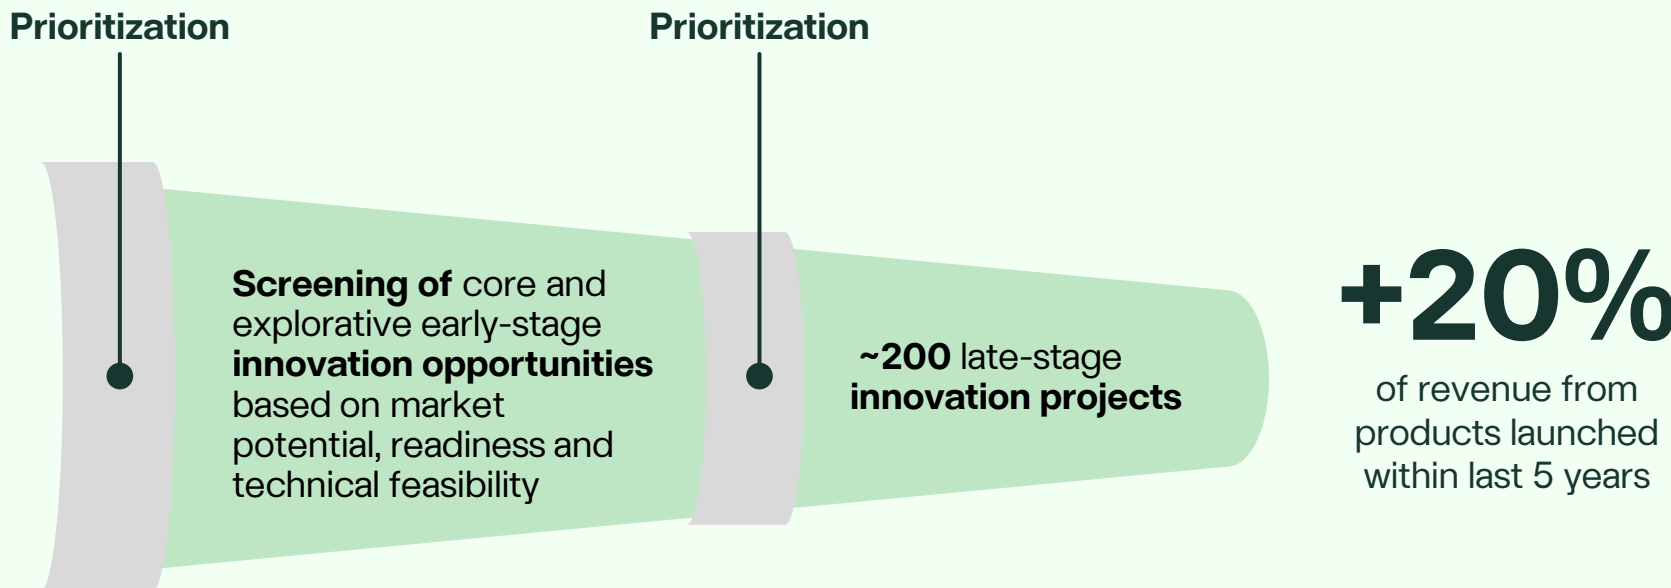 Prioritization
Prioritization
Screening of core and
explorative early-stage
innovation opportunities
based on market
potential, readiness and
technical feasibility
~200 late-stage
innovation projects
+20%
of revenue from
products launched
within last 5 years